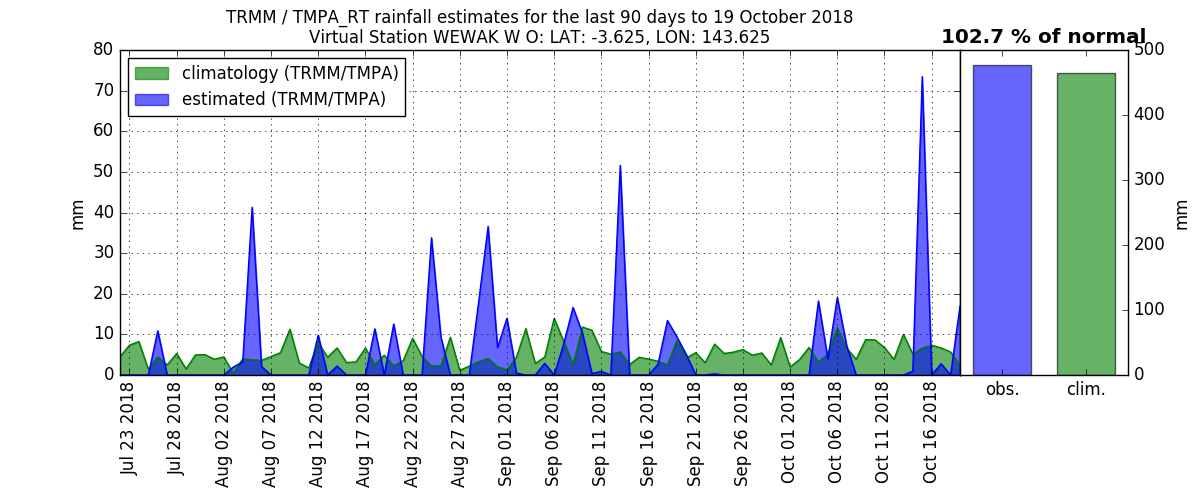 TRMM / TMPA_RT rainfall estimates for the last 90 days to 19 October 2018
Virtual Station WEWAK W O: LAT: -3.625, LON: 143.625
102.7 % of normal
climatology (TRMM/TMPA)
estimated (TRMM/TMPA)
mm
80
70
60
50
40
30
20
10
0
Jul 23 2018
Jul 28 2018
Aug 02 2018
Aug 07 2018
Aug 12 2018
Aug 17 2018
Aug 22 2018
Aug 27 2018
Sep 01 2018
Sep 06 2018
Sep 11 2018
Sep 16 2018
Sep 21 2018
Sep 26 2018
Oct 01 2018
Oct 06 2018
Oct 11 2018
Oct 16 2018
obs.
clim.
500
400
300
200
100
0
mm